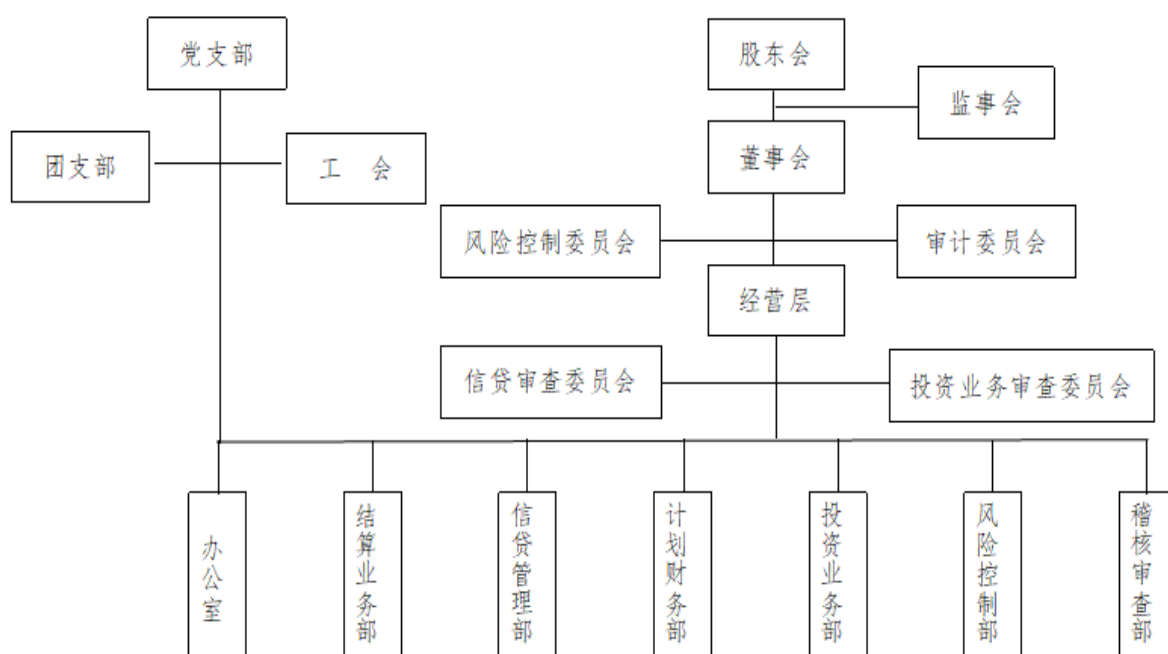 党支部
股东会
监事会
团支部
工 会
董事会
风险控制委员会
审计委员会
经营层
信贷审查委员会
投资业务审查委员会
办公室
结算业务部
信贷管理部
计划财务部
投资业务部
风险控制部
稽核审查部